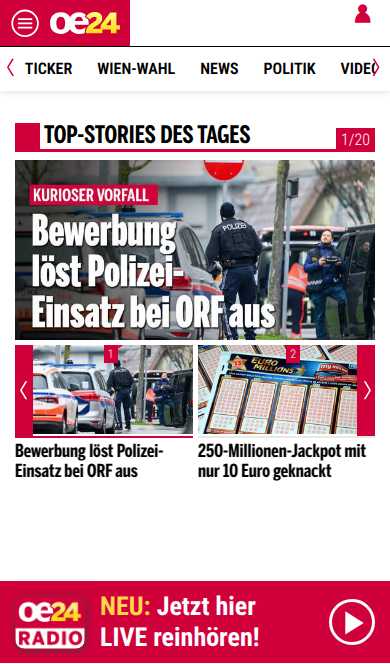 oe24
TICKER WIEN-WAHL NEWS POLITIK VIDEO
TOP-STORIES DES TAGES
1/20
KURIOSER VORFALL
POLIZEI
Bewerbung
löst Polizei-
Einsatz bei ORF aus
1
2
EURO
MILLIONS
Bewerbung löst Polizei-
Einsatz bei ORF aus
250-Millionen-Jackpot mit
nur 10 Euro geknackt
oe24
RADIO
NEU: Jetzt hier
LIVE reinhören!